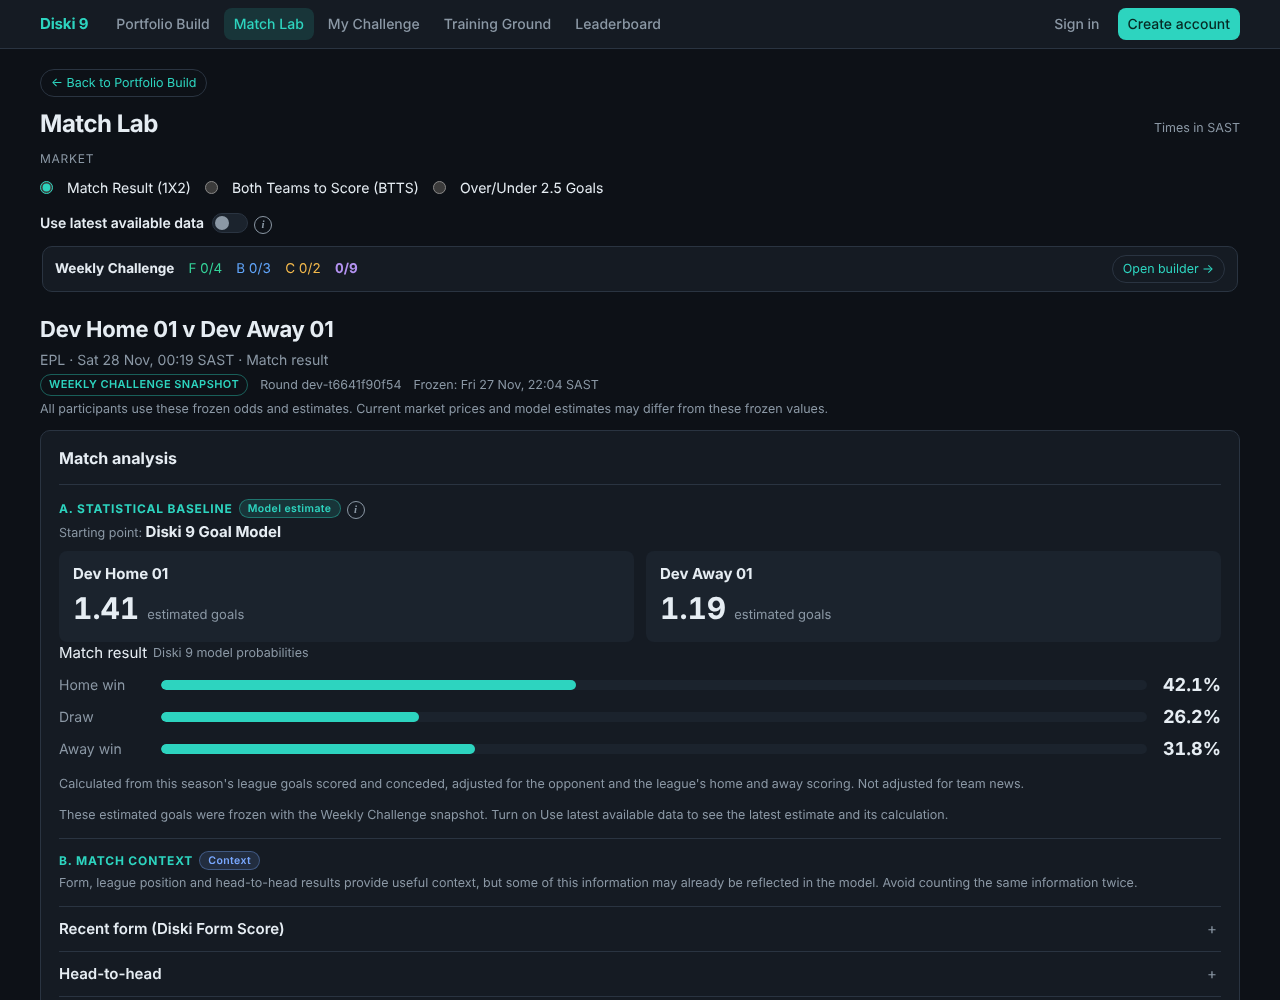 Diski 9 Portfolio Build Match Lab My Challenge Training Ground Leaderboard Sign in Create account
← Back to Portfolio Build
Match Lab
Times in SAST
MARKET
Match Result (1X2) Both Teams to Score (BTTS) Over/Under 2.5 Goals
Use latest available data i
Weekly Challenge F 0/4 B 0/3 C 0/2 0/9 Open builder →
Dev Home 01 v Dev Away 01
EPL · Sat 28 Nov, 00:19 SAST · Match result
WEEKLY CHALLENGE SNAPSHOT Round dev-t6641f90f54 Frozen: Fri 27 Nov, 22:04 SAST
All participants use these frozen odds and estimates. Current market prices and model estimates may differ from these frozen values.
Match analysis
A. STATISTICAL BASELINE Model estimate i
Starting point: Diski 9 Goal Model
Dev Home 01
1.41 estimated goals
Dev Away 01
1.19 estimated goals
Match result Diski 9 model probabilities
Home win 42.1%
Draw 26.2%
Away win 31.8%
Calculated from this season's league goals scored and conceded, adjusted for the opponent and the league's home and away scoring. Not adjusted for team news.
These estimated goals were frozen with the Weekly Challenge snapshot. Turn on Use latest available data to see the latest estimate and its calculation.
B. MATCH CONTEXT Context
Form, league position and head-to-head results provide useful context, but some of this information may already be reflected in the model. Avoid counting the same information twice.
Recent form (Diski Form Score) +
Head-to-head +